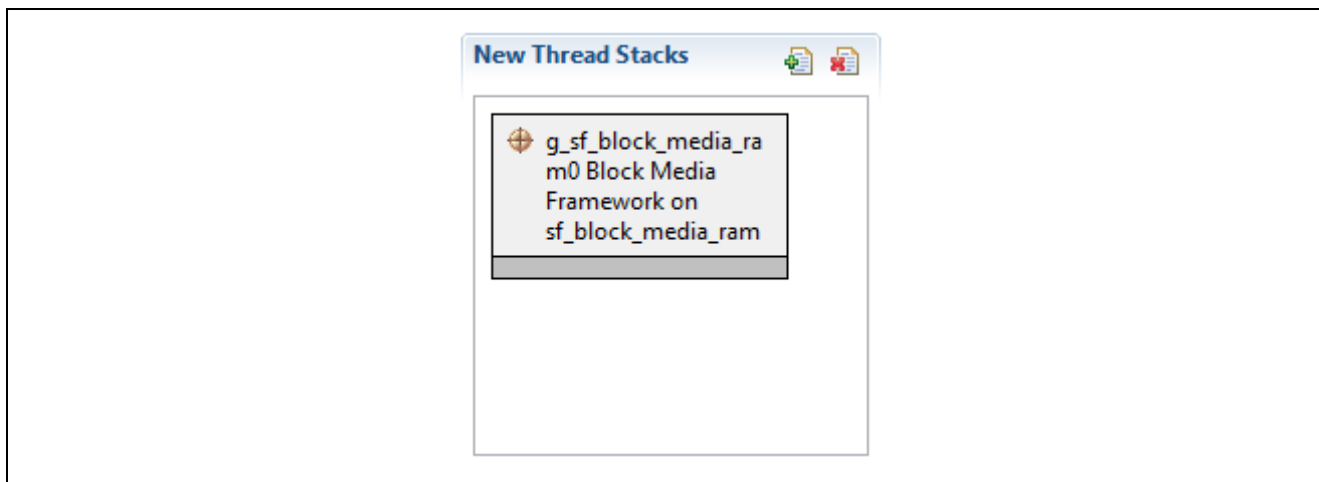 New Thread Stacks
g_sf_block_media_ra
m0 Block Media
Framework on
sf_block_media_ram